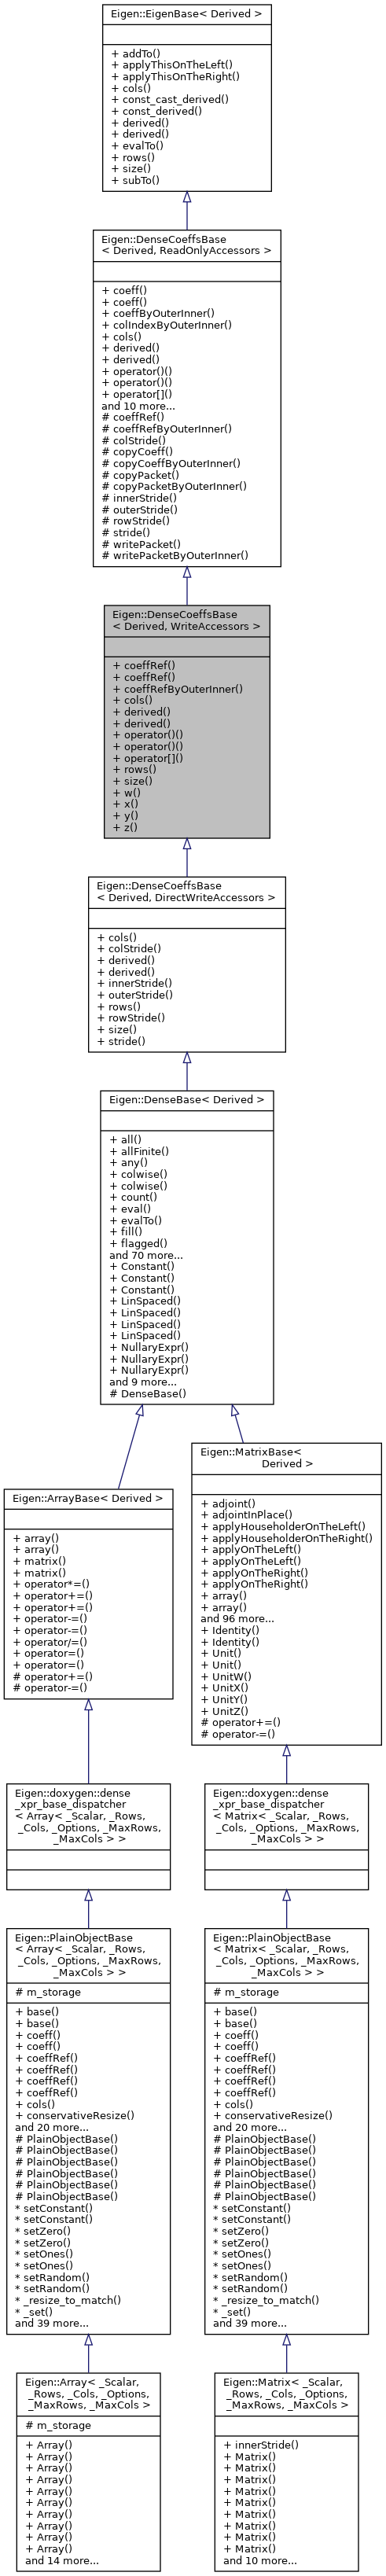 Eigen::EigenBase< Derived >
+ addTo()
+ applyThisOnTheLeft()
+ applyThisOnTheRight()
+ cols()
+ const_cast_derived()
+ const_derived()
+ derived()
+ derived()
+ evalTo()
+ rows()
+ size()
+ subTo()
Eigen::DenseCoeffsBase
< Derived, ReadOnlyAccessors >
+ coeff()
+ coeff()
+ coeffByOuterInner()
+ colIndexByOuterInner()
+ cols()
+ derived()
+ derived()
+ operator()()
+ operator()()
+ operator[]()
and 10 more...
# coeffRef()
# coeffRefByOuterInner()
# colStride()
# copyCoeff()
# copyCoeffByOuterInner()
# copyPacket()
# copyPacketByOuterInner()
# innerStride()
# outerStride()
# rowStride()
# stride()
# writePacket()
# writePacketByOuterInner()
Eigen::DenseCoeffsBase
< Derived, WriteAccessors >
+ coeffRef()
+ coeffRef()
+ coeffRefByOuterInner()
+ cols()
+ derived()
+ derived()
+ operator()()
+ operator()()
+ operator[]()
+ rows()
+ size()
+ w()
+ x()
+ y()
+ z()
Eigen::DenseCoeffsBase
< Derived, DirectWriteAccessors >
+ cols()
+ colStride()
+ derived()
+ derived()
+ innerStride()
+ outerStride()
+ rows()
+ rowStride()
+ size()
+ stride()
Eigen::DenseBase< Derived >
+ all()
+ allFinite()
+ any()
+ colwise()
+ colwise()
+ count()
+ eval()
+ evalTo()
+ fill()
+ flagged()
and 70 more...
+ Constant()
+ Constant()
+ Constant()
+ LinSpaced()
+ LinSpaced()
+ LinSpaced()
+ LinSpaced()
+ NullaryExpr()
+ NullaryExpr()
+ NullaryExpr()
and 9 more...
# DenseBase()
Eigen::ArrayBase< Derived >
+ array()
+ array()
+ matrix()
+ matrix()
+ operator*=()
+ operator+=()
+ operator+=()
+ operator-=()
+ operator-=()
+ operator/=()
+ operator=()
+ operator=()
# operator+=()
# operator-=()
Eigen::MatrixBase<
Derived >
+ adjoint()
+ adjointInPlace()
+ applyHouseholderOnTheLeft()
+ applyHouseholderOnTheRight()
+ applyOnTheLeft()
+ applyOnTheLeft()
+ applyOnTheRight()
+ applyOnTheRight()
+ array()
+ array()
and 96 more...
+ Identity()
+ Identity()
+ Unit()
+ Unit()
+ UnitW()
+ UnitX()
+ UnitY()
+ UnitZ()
# operator+=()
# operator-=()
Eigen::doxygen::dense
_xpr_base_dispatcher
< Array< _Scalar, _Rows,
_Cols, _Options, _MaxRows,
_MaxCols > >
Eigen::doxygen::dense
_xpr_base_dispatcher
< Matrix< _Scalar, _Rows,
_Cols, _Options, _MaxRows,
_MaxCols > >
Eigen::PlainObjectBase
< Array< _Scalar, _Rows,
_Cols, _Options, _MaxRows,
_MaxCols > >
# m_storage
+ base()
+ base()
+ coeff()
+ coeff()
+ coeffRef()
+ coeffRef()
+ coeffRef()
+ coeffRef()
+ cols()
+ conservativeResize()
and 20 more...
# PlainObjectBase()
# PlainObjectBase()
# PlainObjectBase()
# PlainObjectBase()
# PlainObjectBase()
# PlainObjectBase()
* setConstant()
* setConstant()
* setZero()
* setZero()
* setOnes()
* setOnes()
* setRandom()
* setRandom()
* _resize_to_match()
* _set()
and 39 more...
Eigen::PlainObjectBase
< Matrix< _Scalar, _Rows,
_Cols, _Options, _MaxRows,
_MaxCols > >
# m_storage
+ base()
+ base()
+ coeff()
+ coeff()
+ coeffRef()
+ coeffRef()
+ coeffRef()
+ coeffRef()
+ cols()
+ conservativeResize()
and 20 more...
# PlainObjectBase()
# PlainObjectBase()
# PlainObjectBase()
# PlainObjectBase()
# PlainObjectBase()
# PlainObjectBase()
* setConstant()
* setConstant()
* setZero()
* setZero()
* setOnes()
* setOnes()
* setRandom()
* setRandom()
* _resize_to_match()
* _set()
and 39 more...
Eigen::Array< _Scalar,
_Rows, _Cols, _Options,
_MaxRows, _MaxCols >
# m_storage
+ Array()
+ Array()
+ Array()
+ Array()
+ Array()
+ Array()
+ Array()
+ Array()
+ Array()
+ Array()
and 14 more...
Eigen::Matrix< _Scalar,
_Rows, _Cols, _Options,
_MaxRows, _MaxCols >
+ innerStride()
+ Matrix()
+ Matrix()
+ Matrix()
+ Matrix()
+ Matrix()
+ Matrix()
+ Matrix()
+ Matrix()
+ Matrix()
and 10 more...